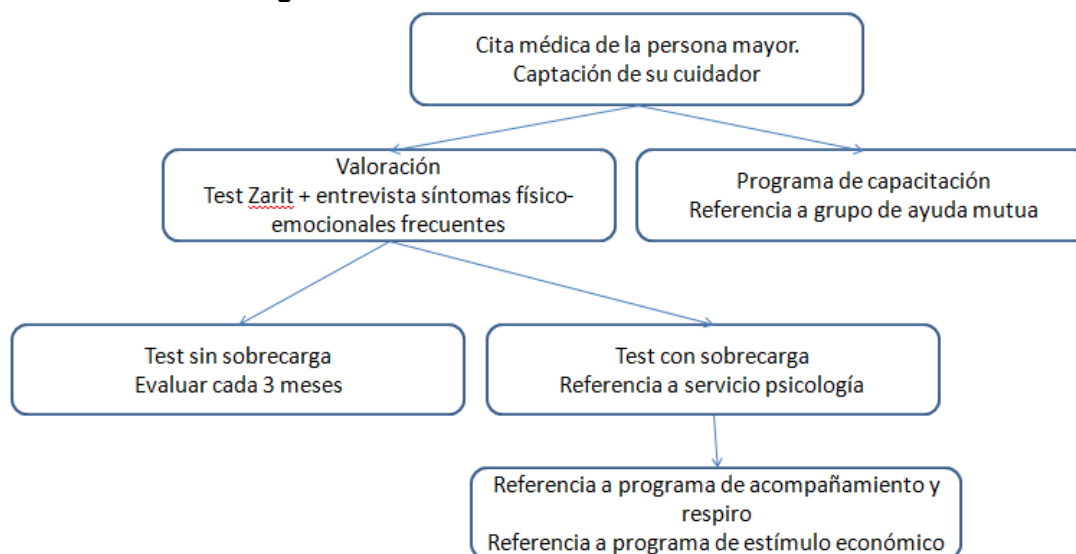 Cita médica de la persona mayor.
Captación de su cuidador
Valoración
Test Zarit + entrevista síntomas físico-
emocionales frecuentes
Programa de capacitación
Referencia a grupo de ayuda mutua
Test sin sobrecarga
Evaluar cada 3 meses
Test con sobrecarga
Referencia a servicio psicología
Referencia a programa de acompañamiento y
respiro
Referencia a programa de estímulo económico